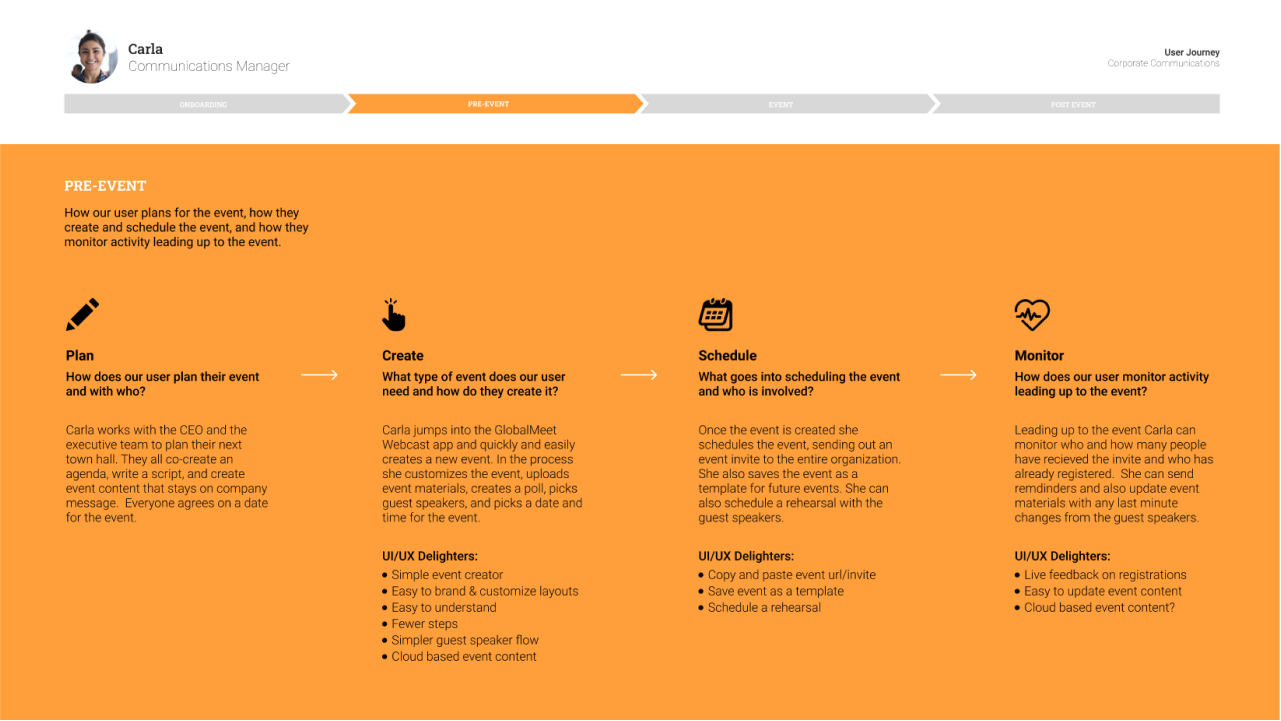 Carla
Communications Manager
User Journey
Corporate Communications
ONBOARDING
PRE-EVENT
EVENT
POST EVENT
PRE-EVENT
How our user plans for the event, how they
create and schedule the event, and how they
monitor activity leading up to the event.
Plan
How does our user plan their event
and with who?
Carla works with the CEO and the
executive team to plan their next
town hall. They all co-create an
agenda, write a script, and create
event content that stays on company
message.  Everyone agrees on a date
for the event.
Create
What type of event does our user
need and how do they create it?
Carla jumps into the GlobalMeet
Webcast app and quickly and easily
creates a new event. In the process
she customizes the event, uploads
event materials, creates a poll, picks
guest speakers, and picks a date and
time for the event.
UI/UX Delighters:
• Simple event creator
• Easy to brand & customize layouts
• Easy to understand
• Fewer steps
• Simpler guest speaker flow
• Cloud based event content
Schedule
What goes into scheduling the event
and who is involved?
Once the event is created she
schedules the event, sending out an
event invite to the entire organization.
She also saves the event as a
template for future events. She can
also schedule a rehearsal with the
guest speakers.
UI/UX Delighters:
• Copy and paste event url/invite
• Save event as a template
• Schedule a rehearsal
Monitor
How does our user monitor activity
leading up to the event?
Leading up to the event Carla can
monitor who and how many people
have recieved the invite and who has
already registered.  She can send
remdinders and also update event
materials with any last minute
changes from the guest speakers.
UI/UX Delighters:
• Live feedback on registrations
• Easy to update event content
• Cloud based event content?